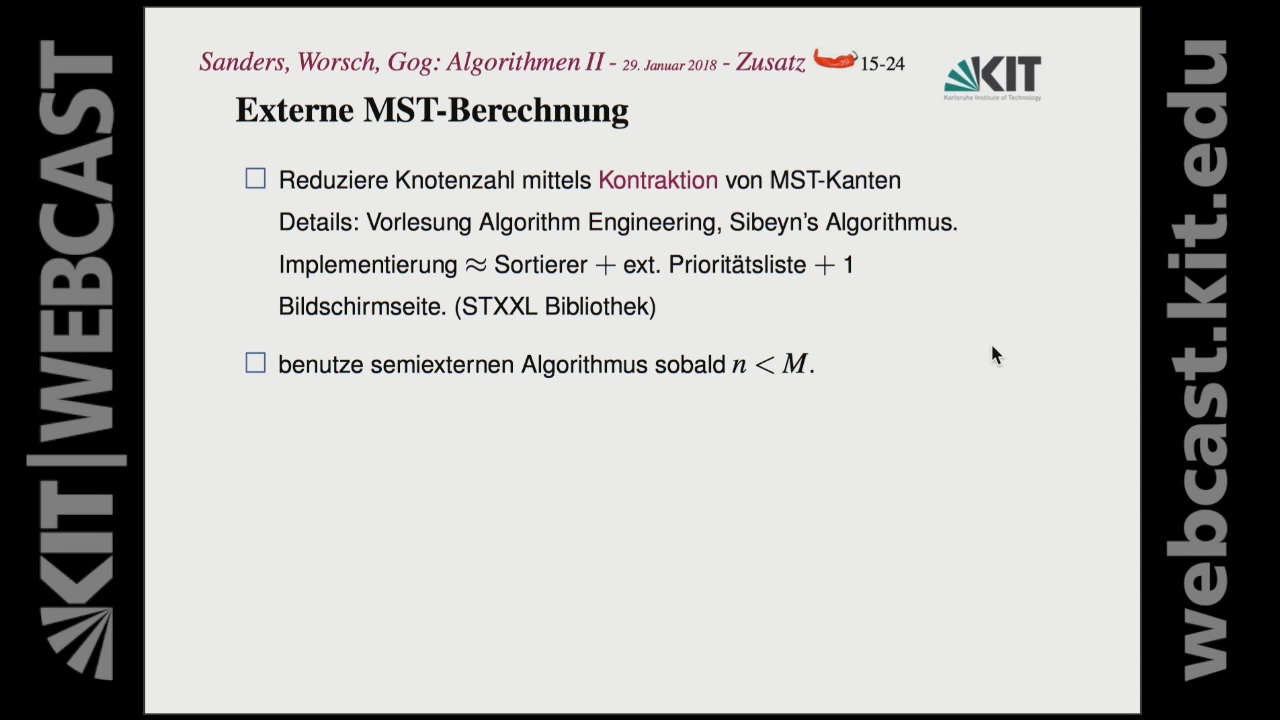 KIT|WEBCAST
Sanders, Worsch, Gog: Algorithmen II - 29. Januar 2018 - Zusatz 15-24
KIT
Karlsruhe Institute of Technology
Externe MST-Berechnung
Reduziere Knotenzahl mittels Kontraktion von MST-Kanten
Details: Vorlesung Algorithm Engineering, Sibeyn's Algorithmus.
Implementierung ≈ Sortierer + ext. Prioritätsliste + 1
Bildschirmseite. (STXXL Bibliothek)
benutze semiexternen Algorithmus sobald n < M.
webcast.kit.edu